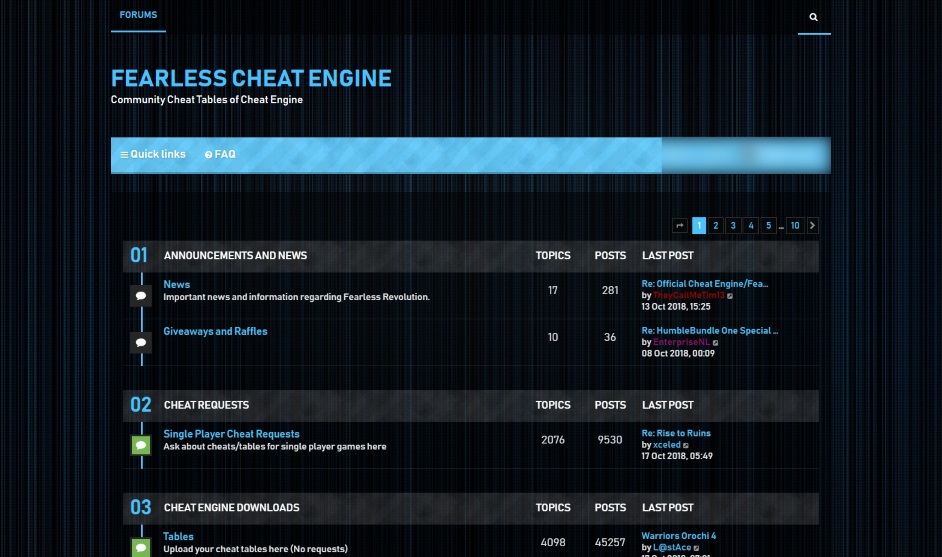 FORUMS
FEARLESS CHEAT ENGINE
Community Cheat Tables of Cheat Engine
Quick links FAQ
1 2 3 4 5 ... 10
01 ANNOUNCEMENTS AND NEWS TOPICS POSTS LAST POST
News
Important news and information regarding Fearless Revolution.
17 281
Re: Official Cheat Engine/Fea...
by TheyCallMeTim13
13 Oct 2018, 15:25
Giveaways and Raffles
10 36
Re: HumbleBundle One Special ...
by EnterpriseNL
08 Oct 2018, 00:09
02 CHEAT REQUESTS TOPICS POSTS LAST POST
Single Player Cheat Requests
Ask about cheats/tables for single player games here
2076 9530
Re: Rise to Ruins
by xceled
17 Oct 2018, 05:49
03 CHEAT ENGINE DOWNLOADS TOPICS POSTS LAST POST
Tables
Upload your cheat tables here (No requests)
4098 45257
Warriors Orochi 4
by L@stAce